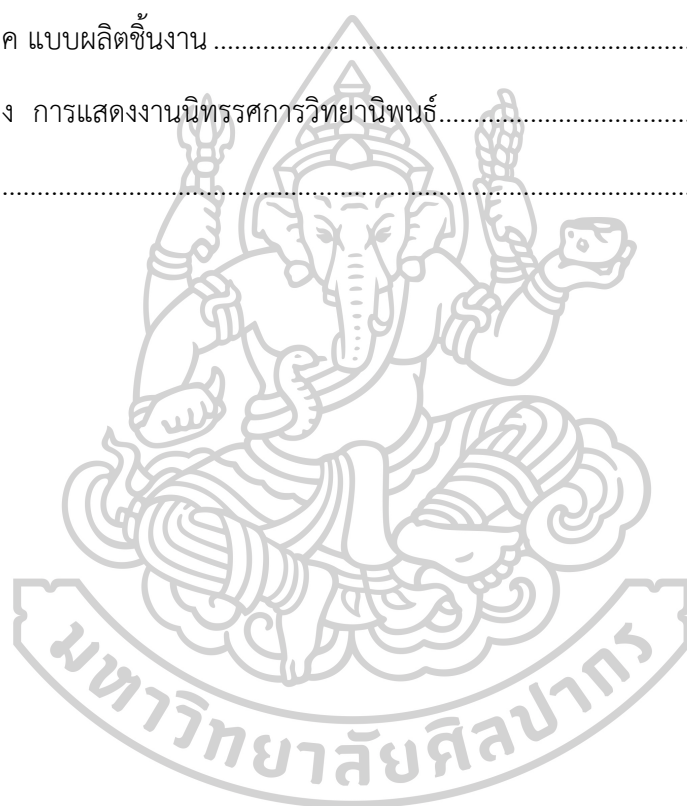 ค แบบผลิตชิ้นงาน ........................................................................
ง การแสดงงานนิทรรศการวิทยานิพนธ์........................................
....................................................................................................
มหาวิทยาลัยศิลปากร